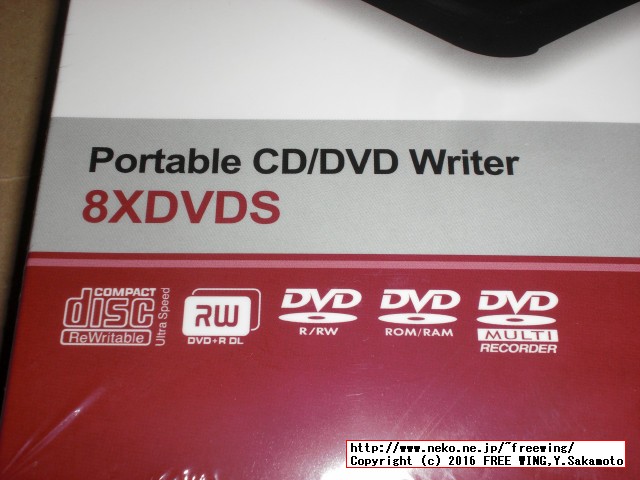 Portable CD/DVD Writer
8XDVDS
COMPACT
disc
ReWritable
Ultra Speed
RW
DVD+R DL
DVD
R/RW
DVD
ROM/RAM
DVD
MULTI
RECORDER
http://www.neko.ne.jp/~freewing/
Copyright (c) 2016 FREE WING,Y.Sakamoto